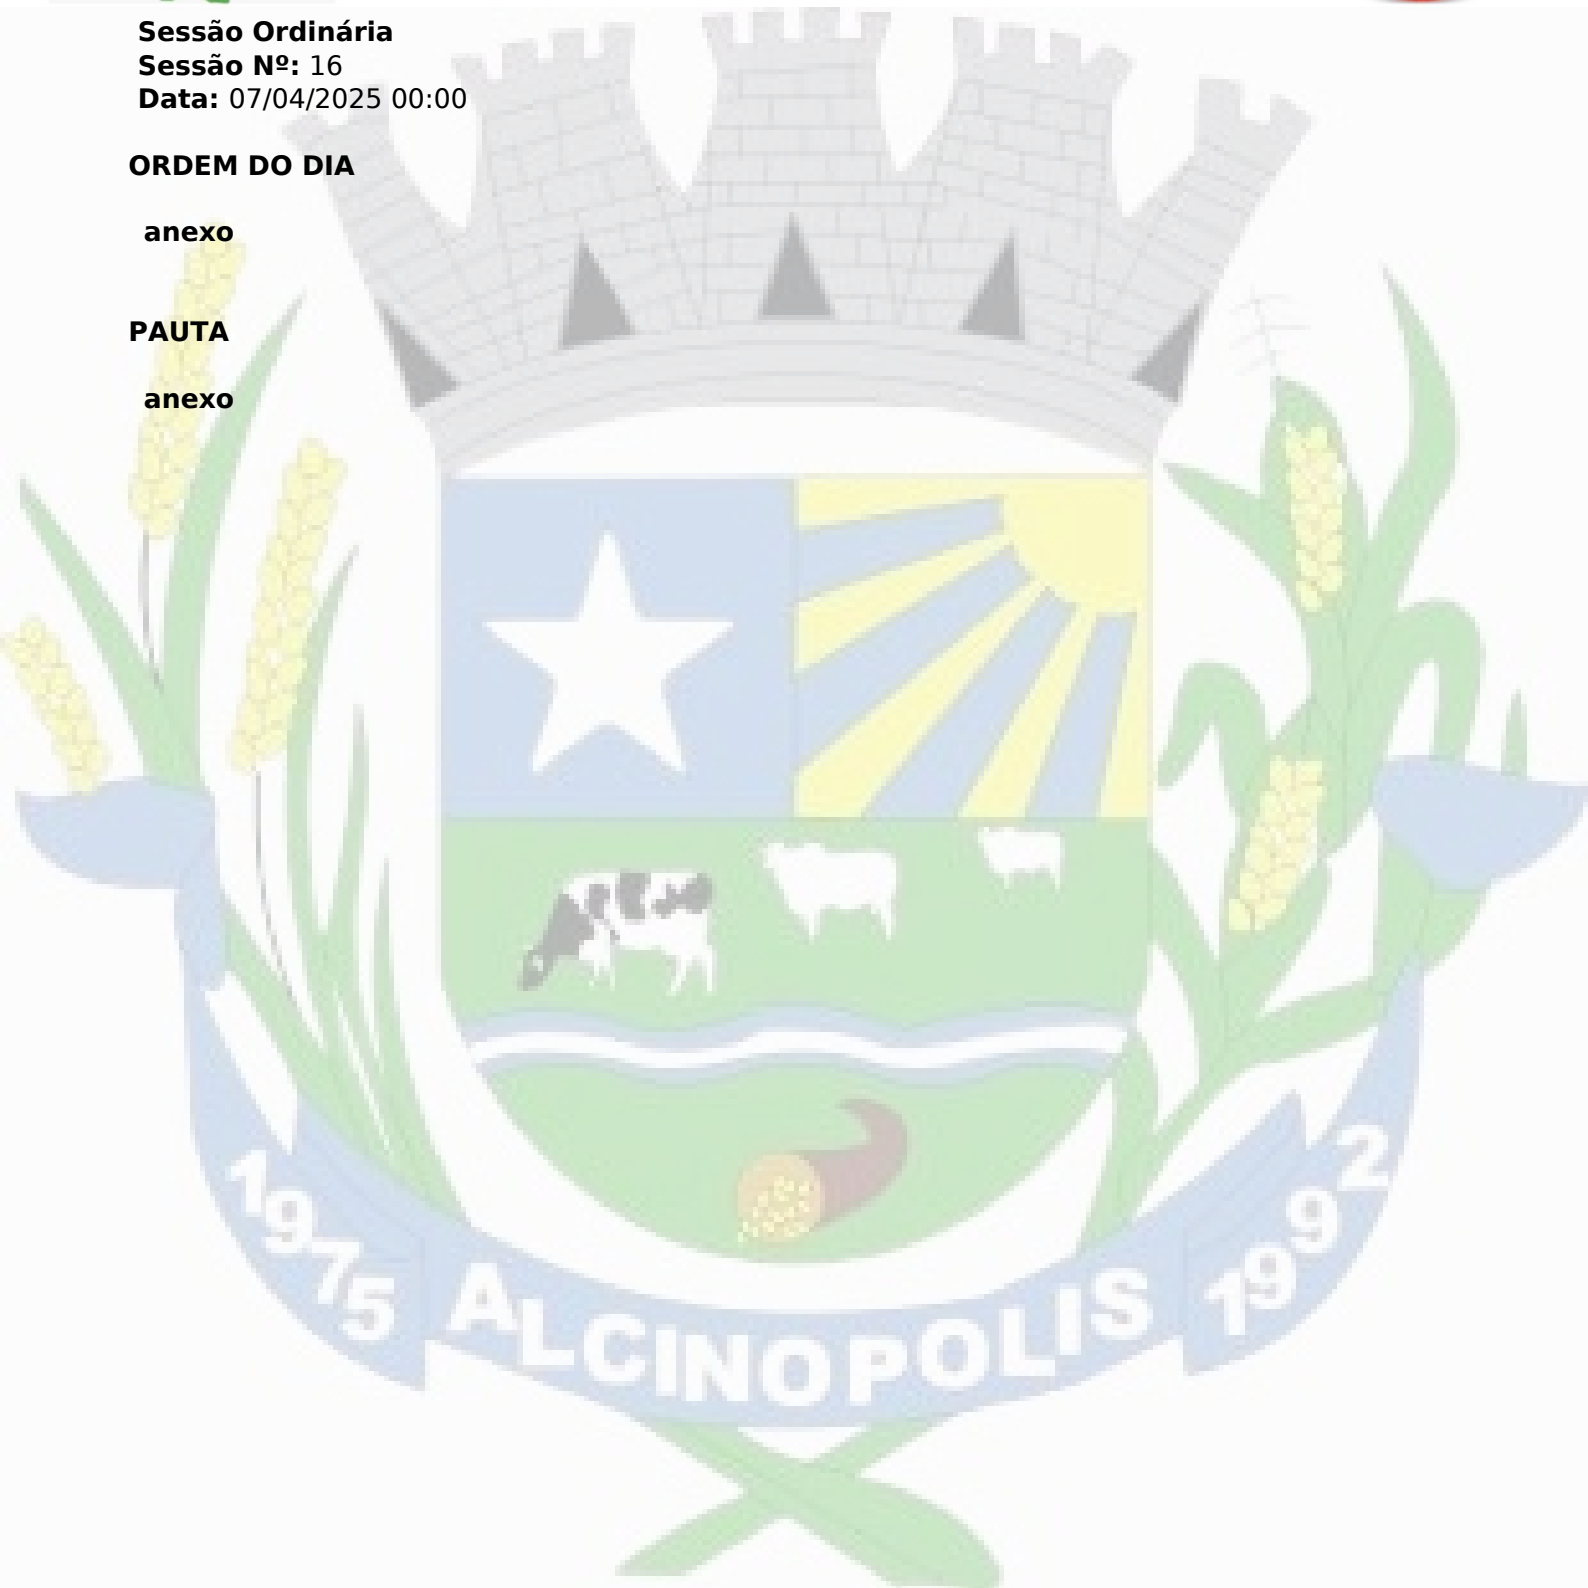 Sessão Ordinária
Sessão Nº: 16
Data: 07/04/2025 00:00
ORDEM DO DIA
anexo
PAUTA
anexo
1975 ALCINOPOLIS 1992